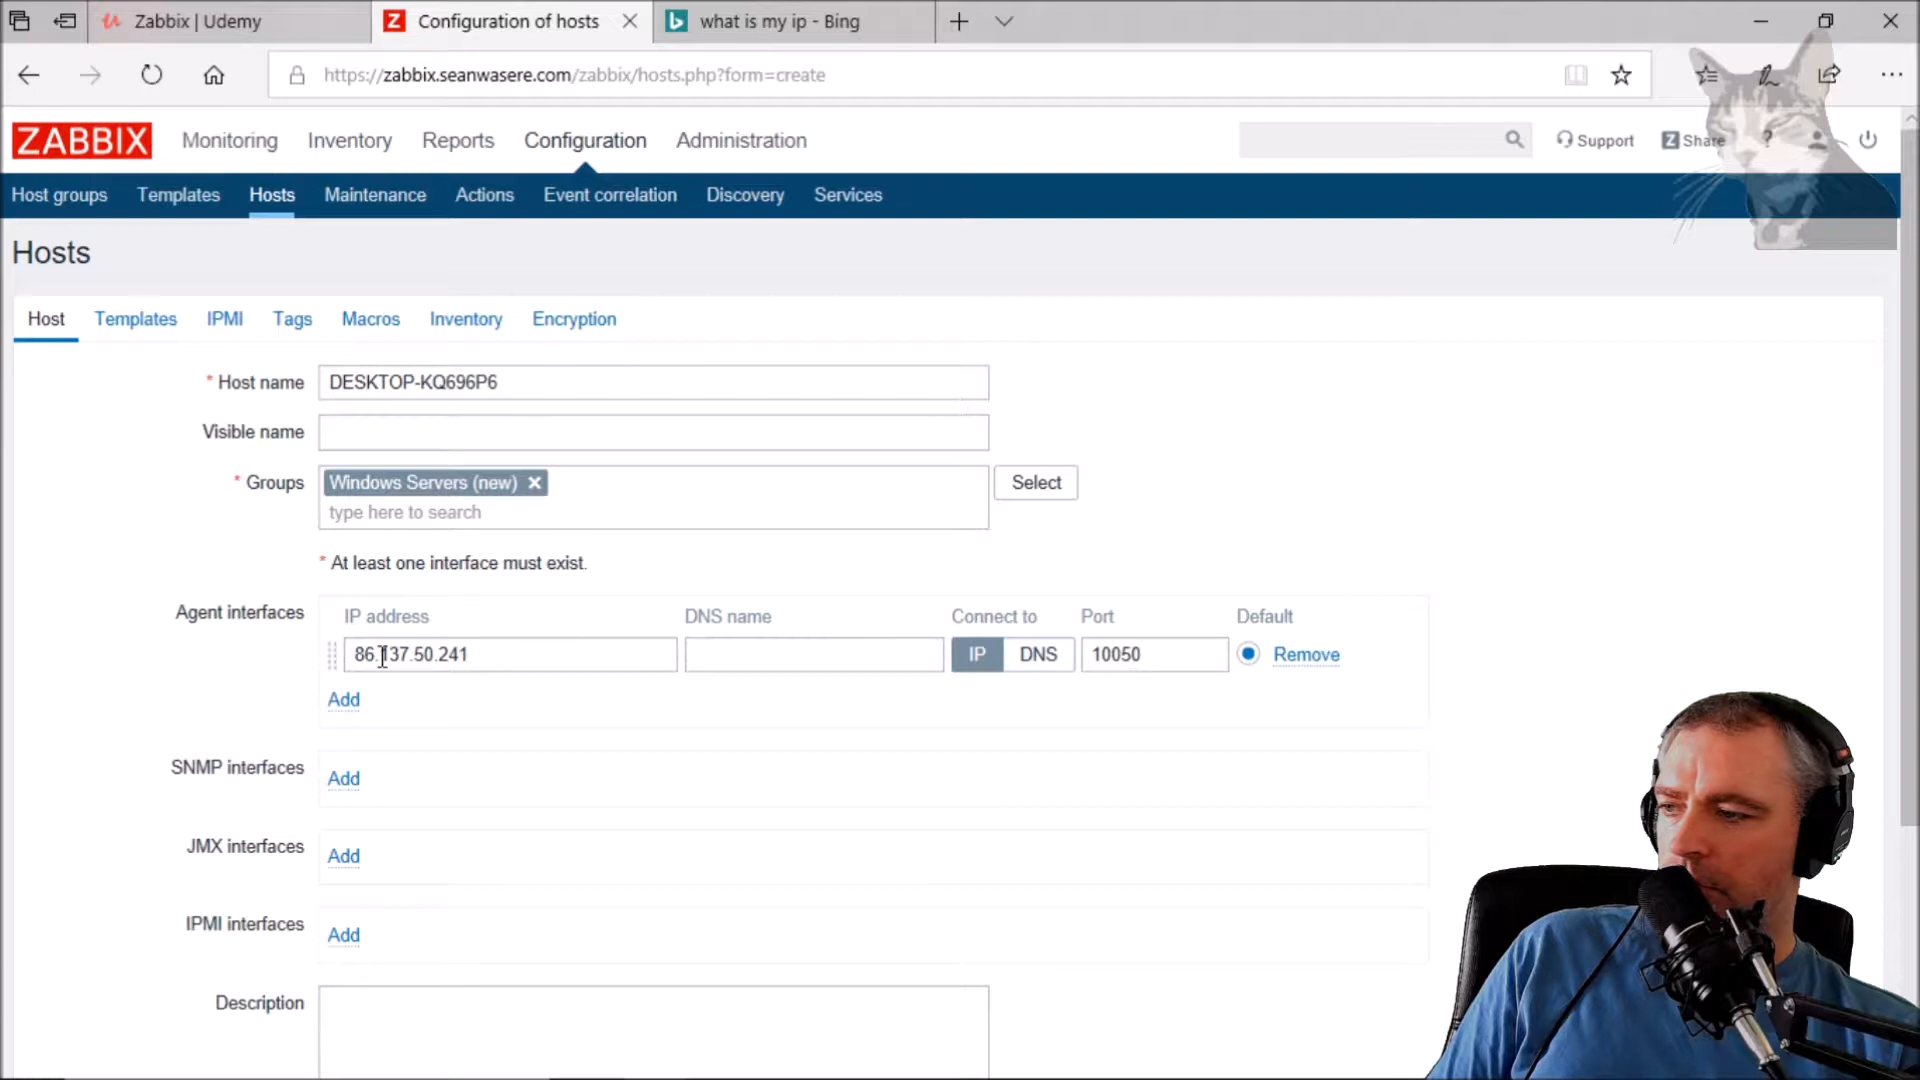 Zabbix | Udemy
Configuration of hosts
what is my ip - Bing
https://zabbix.seanwasere.com/zabbix/hosts.php?form=create
ZABBIX Monitoring Inventory Reports Configuration Administration
Support
Z Share
?
Host groups Templates Hosts Maintenance Actions Event correlation Discovery Services
Hosts
Host Templates IPMI Tags Macros Inventory Encryption
* Host name DESKTOP-KQ696P6
Visible name
* Groups Windows Servers (new) Select
type here to search
* At least one interface must exist.
Agent interfaces IP address DNS name Connect to Port Default
86.137.50.241 IP DNS 10050 Remove
Add
SNMP interfaces Add
JMX interfaces Add
IPMI interfaces Add
Description